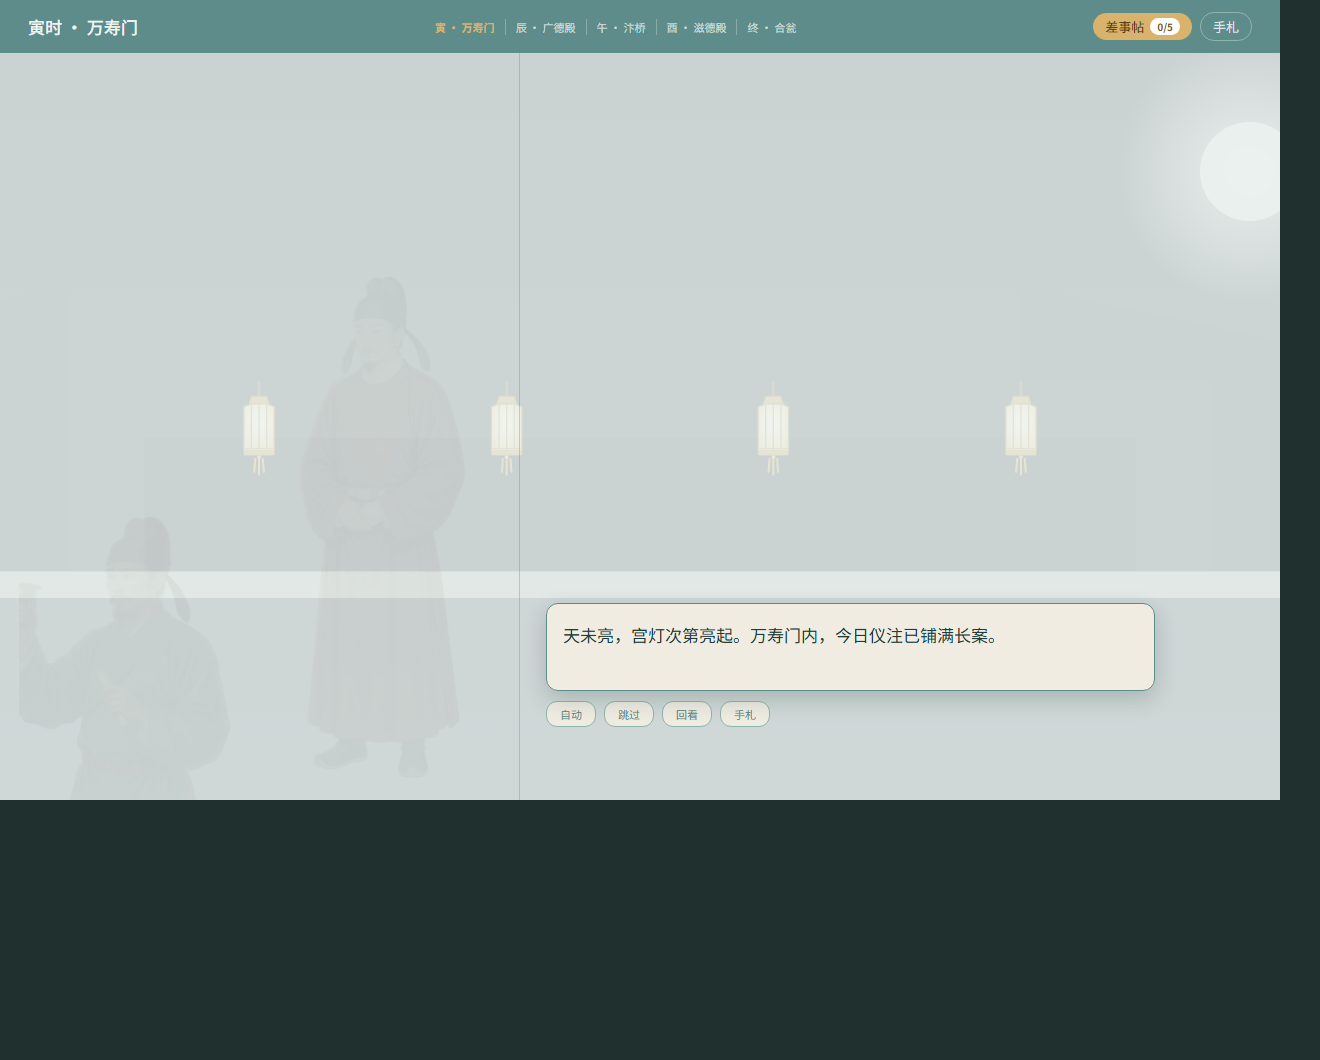 寅时 · 万寿门
寅 · 万寿门
辰 · 广德殿
午 · 汴桥
酉 · 滋德殿
终 · 合瓮
差事帖 0/5
手札
天未亮，宫灯次第亮起。万寿门内，今日仪注已铺满长案。
自动
跳过
回看
手札